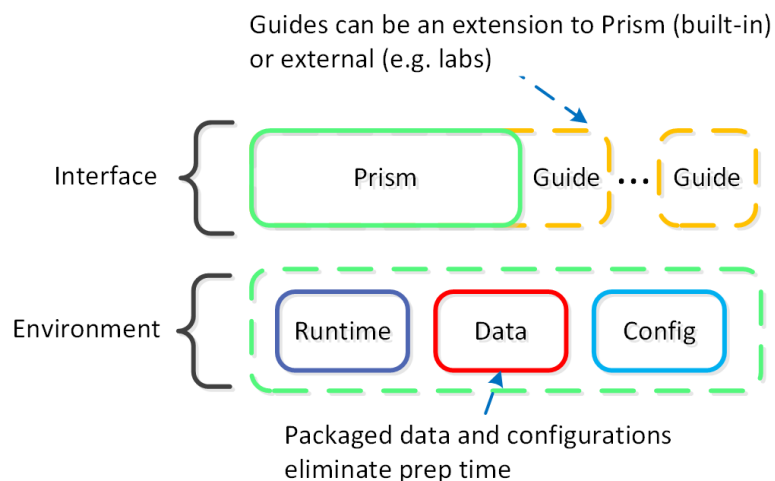 Guides can be an extension to Prism (built-in)
or external (e.g. labs)
Interface
Prism
Guide
...
Guide
Environment
Runtime
Data
Config
Packaged data and configurations
eliminate prep time